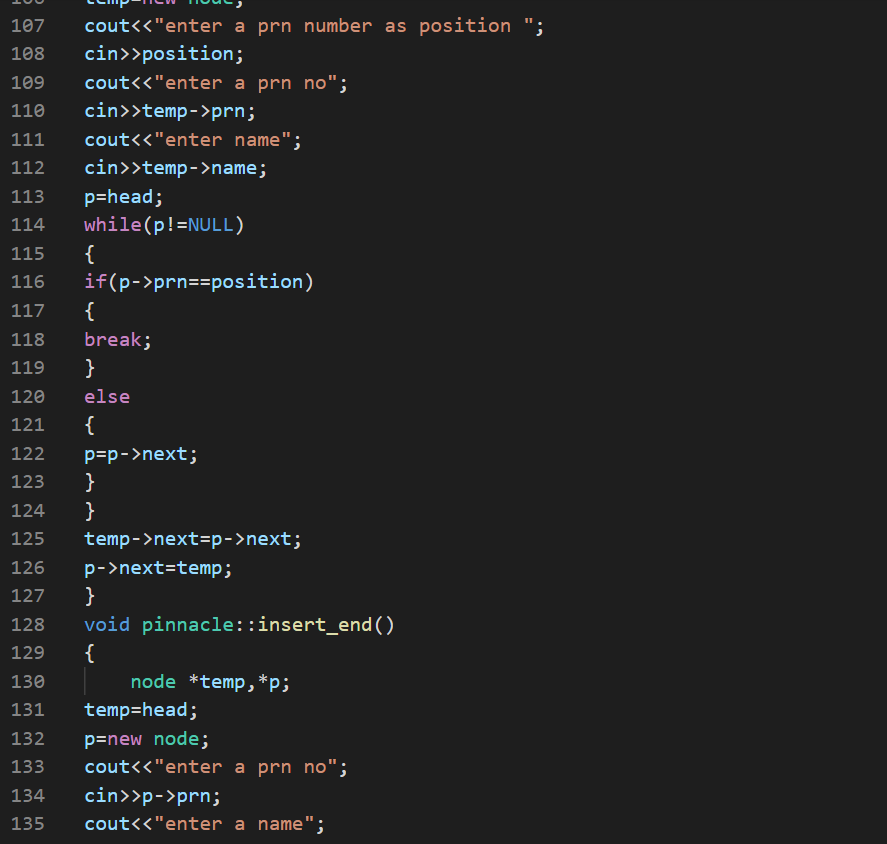 106 temp=new node;
107 cout<<"enter a prn number as position ";
108 cin>>position;
109 cout<<"enter a prn no";
110 cin>>temp->prn;
111 cout<<"enter name";
112 cin>>temp->name;
113 p=head;
114 while(p!=NULL)
115 {
116 if(p->prn==position)
117 {
118 break;
119 }
120 else
121 {
122 p=p->next;
123 }
124 }
125 temp->next=p->next;
126 p->next=temp;
127 }
128 void pinnacle::insert_end()
129 {
130     node *temp,*p;
131 temp=head;
132 p=new node;
133 cout<<"enter a prn no";
134 cin>>p->prn;
135 cout<<"enter a name";